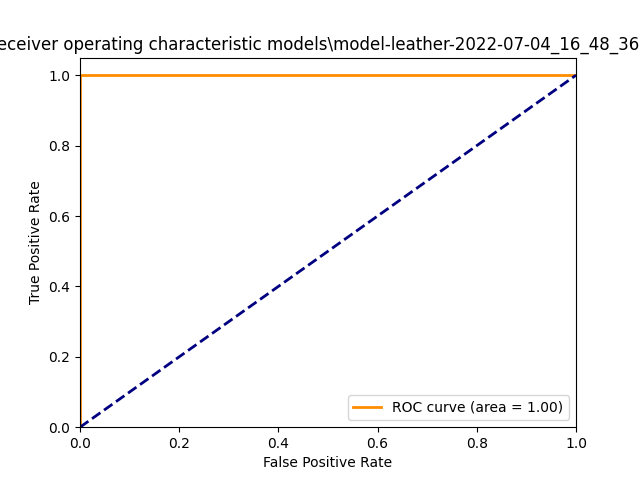 eceiver operating characteristic models\model-leather-2022-07-04_16_48_36
1.0
0.8
0.6
0.4
0.2
0.0
True Positive Rate
ROC curve (area = 1.00)
0.0 0.2 0.4 0.6 0.8 1.0
False Positive Rate